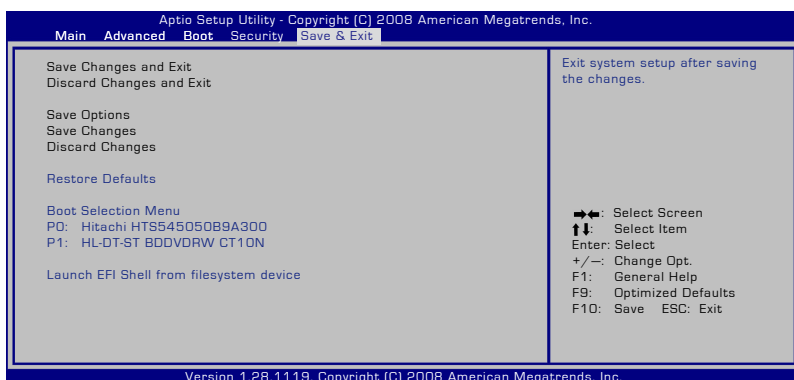 Aptio Setup Utility - Copyright (C) 2008 American Megatrends, Inc.
Main Advanced Boot Security Save & Exit
Save Changes and Exit
Discard Changes and Exit
Save Options
Save Changes
Discard Changes
Restore Defaults
Boot Selection Menu
P0: Hitachi HTS545050B9A300
P1: HL-DT-ST BDDVDRW CT10N
Launch EFI Shell from filesystem device
Exit system setup after saving
the changes.
➡⬅: Select Screen
⬆⬇: Select Item
Enter: Select
+/—: Change Opt.
F1: General Help
F9: Optimized Defaults
F10: Save ESC: Exit
Version 1.28.1119. Copyright (C) 2008 American Megatrends, Inc.